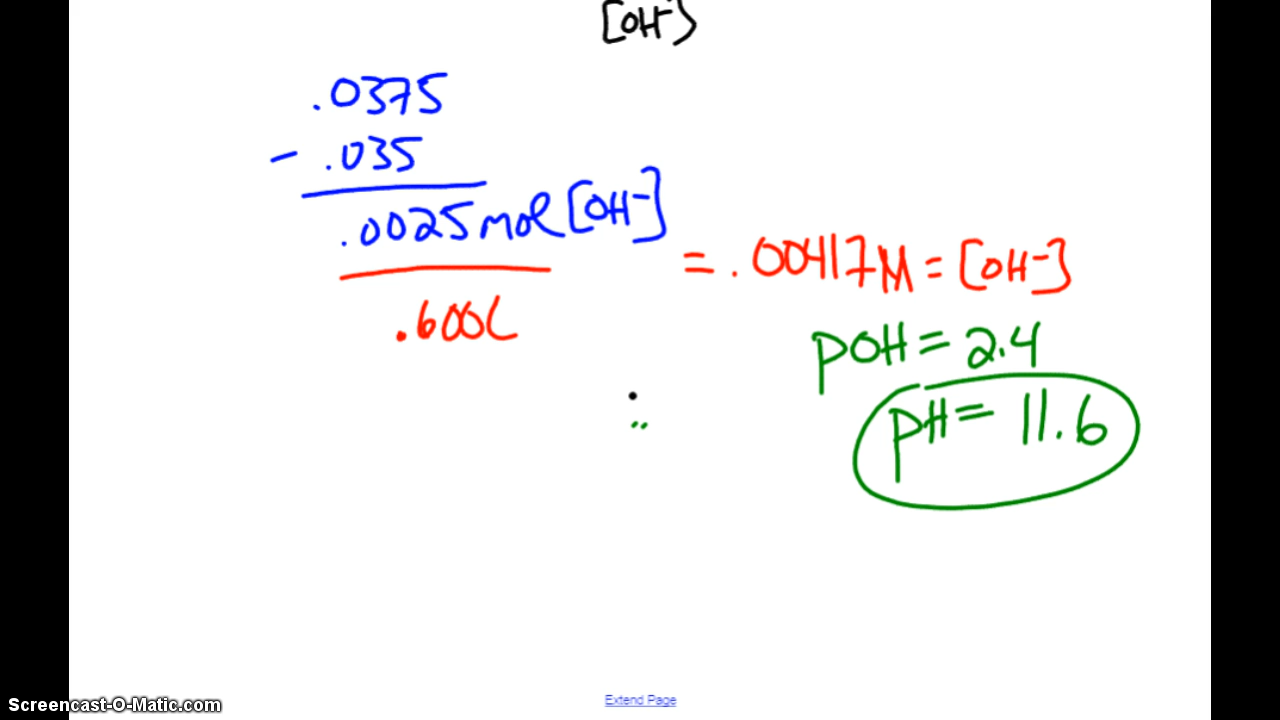 [OH-]
.0375
- .035
.0025 mol [OH-]
.600L
= .00417M = [OH-]
pOH = 2.4
pH = 11.6
Extend Page
Screencast-O-Matic.com